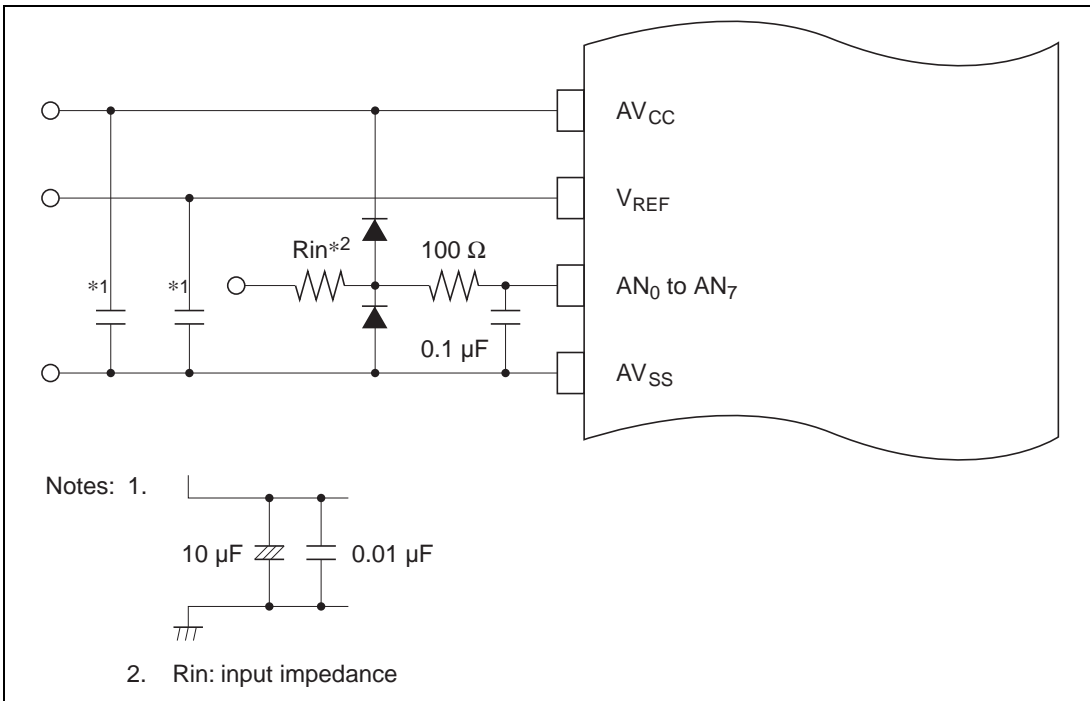 AVCC
VREF
Rin*2
100 Ω
*1
*1
AN0 to AN7
0.1 µF
AVSS
Notes: 1.
10 µF
0.01 µF
2. Rin: input impedance